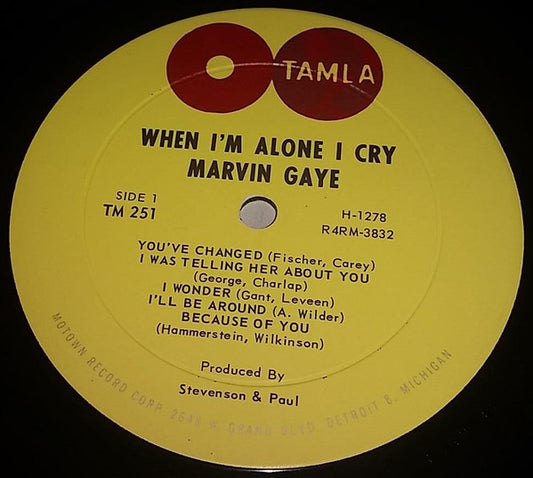 TAMLA
WHEN I'M ALONE I CRY
MARVIN GAYE
SIDE 1
TM 251
H-1278
R4RM-3832
YOU'VE CHANGED (Fischer, Carey)
I WAS TELLING HER ABOUT YOU
(George, Charlap)
I WONDER (Gant, Leveen)
I'LL BE AROUND (A. Wilder)
BECAUSE OF YOU
(Hammerstein, Wilkinson)
Produced By
Stevenson & Paul
MOTOWN RECORD CORP. 2648 W. GRAND BLVD. DETROIT 8, MICHIGAN